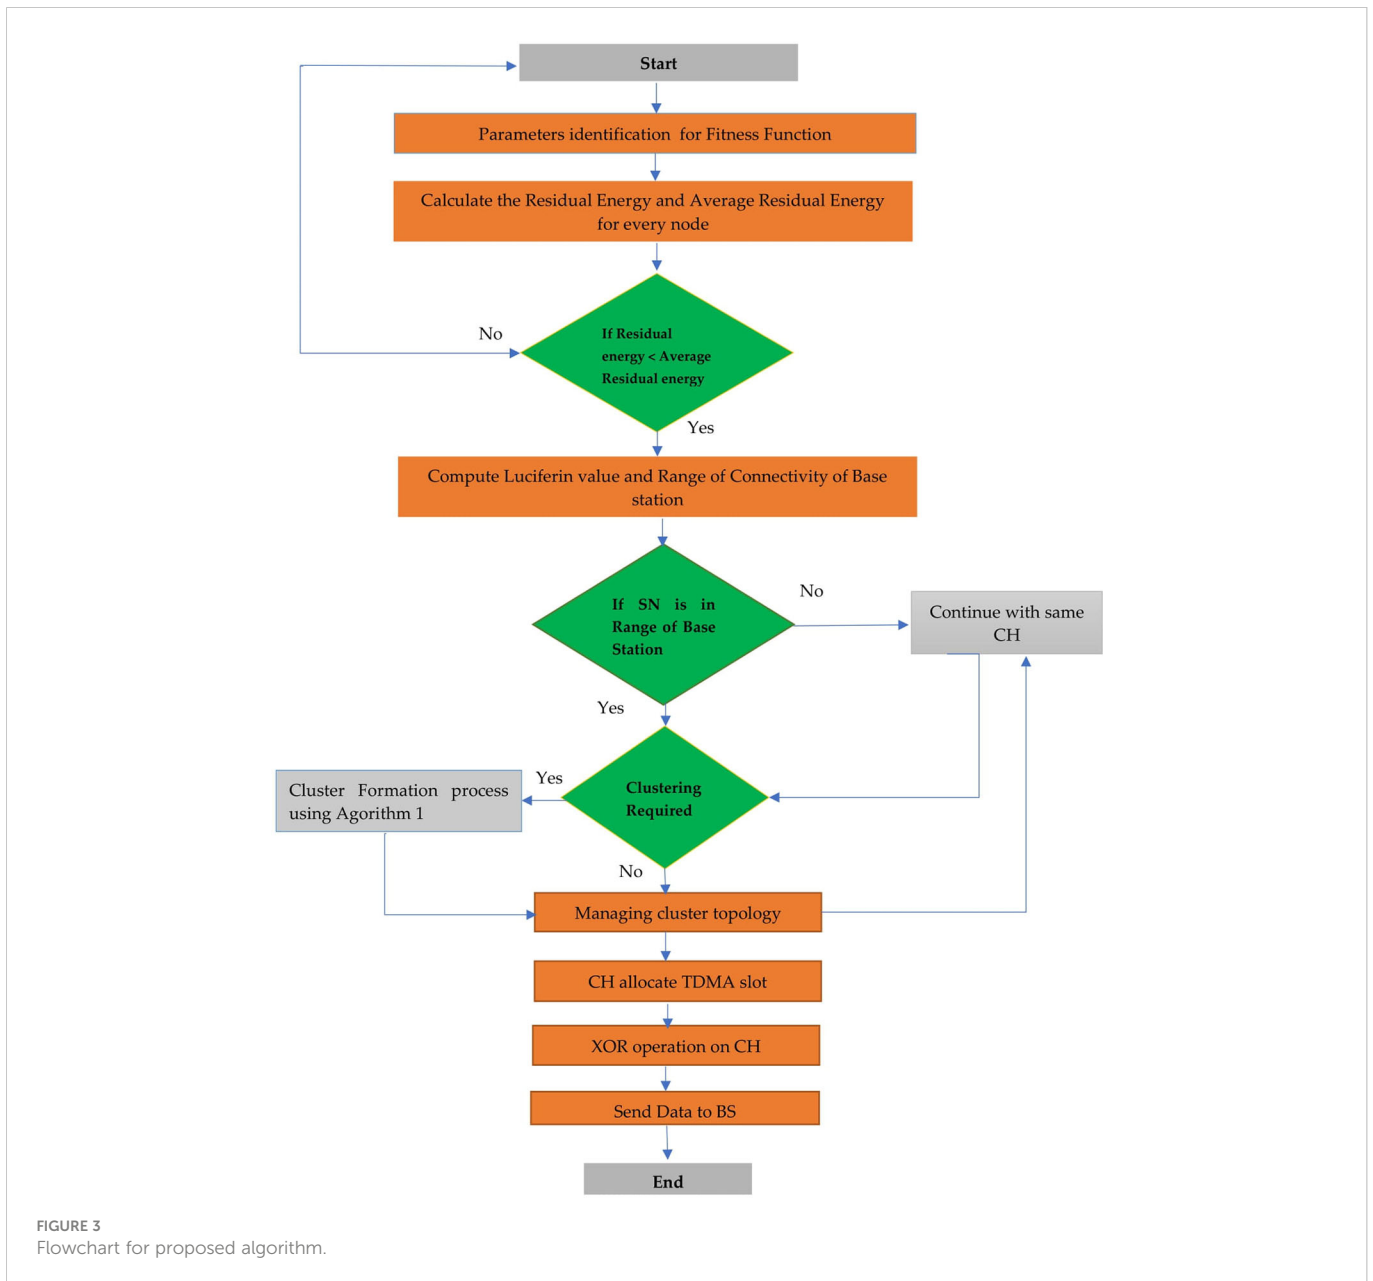 Start
Parameters identification for Fitness Function
Calculate the Residual Energy and Average Residual Energy
for every node
No
If Residual
energy < Average
Residual energy
Yes
Compute Luciferin value and Range of Connectivity of Base
station
No
If SN is in
Range of Base
Station
Continue with same
CH
Yes
Clustering
Required
Yes
Cluster Formation process
using Agorithm 1
No
Managing cluster topology
CH allocate TDMA slot
XOR operation on CH
Send Data to BS
End
FIGURE 3
Flowchart for proposed algorithm.